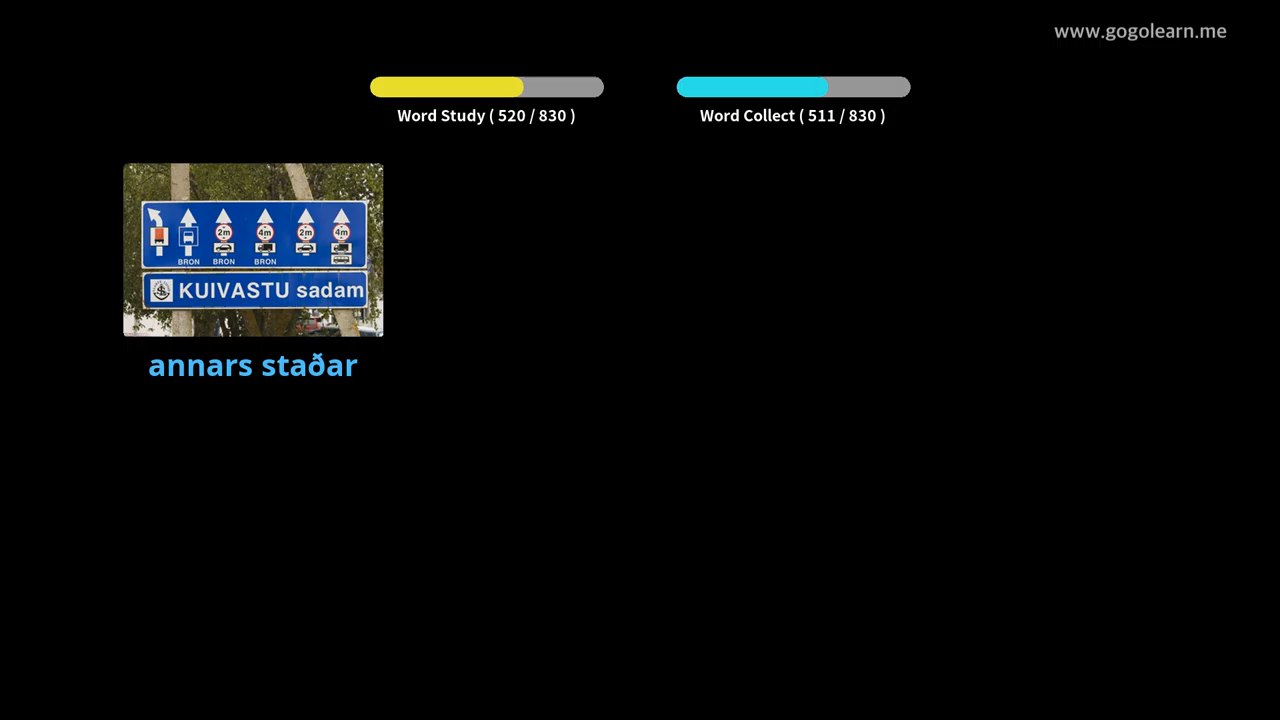 www.gogolearn.me
Word Study ( 520 / 830 )
Word Collect ( 511 / 830 )
2m 4m 2m 4m
BRON BRON BRON
KUIVASTU sadam
annars staðar